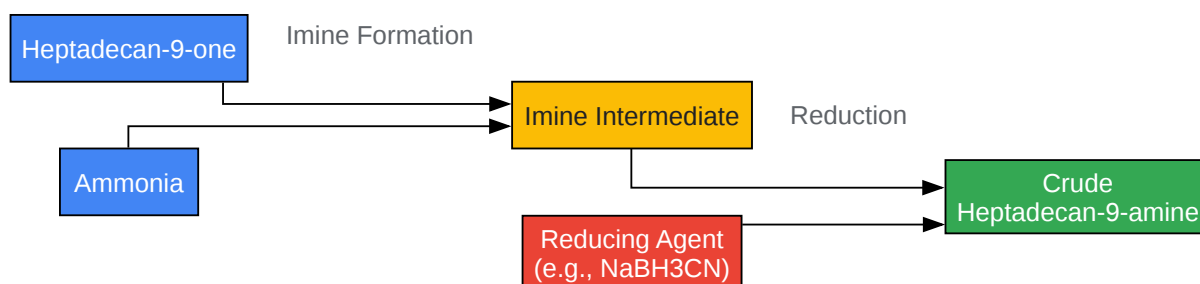 Heptadecan-9-one
Imine Formation
Ammonia
Imine Intermediate
Reduction
Reducing Agent
(e.g., NaBH3CN)
Crude
Heptadecan-9-amine